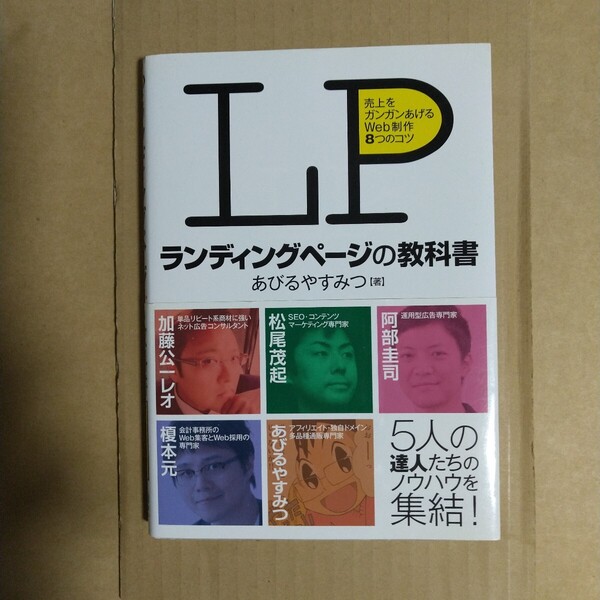 LP
売上を
ガンガンあげる
Web制作
8つのコツ
ランディングページの教科書
あびるやすみつ【著】
単品リピート系商材に強い
ネット広告コンサルタント
加藤公一レオ
SEO・コンテンツ
マーケティング専門家
松尾茂起
運用型広告専門家
阿部圭司
会計事務所の
Web集客とWeb採用の
専門家
榎本元
アフィリエイト・独自ドメイン
多品種通販専門家
あびるやすみつ
5人の
達人たちの
ノウハウを
集結!